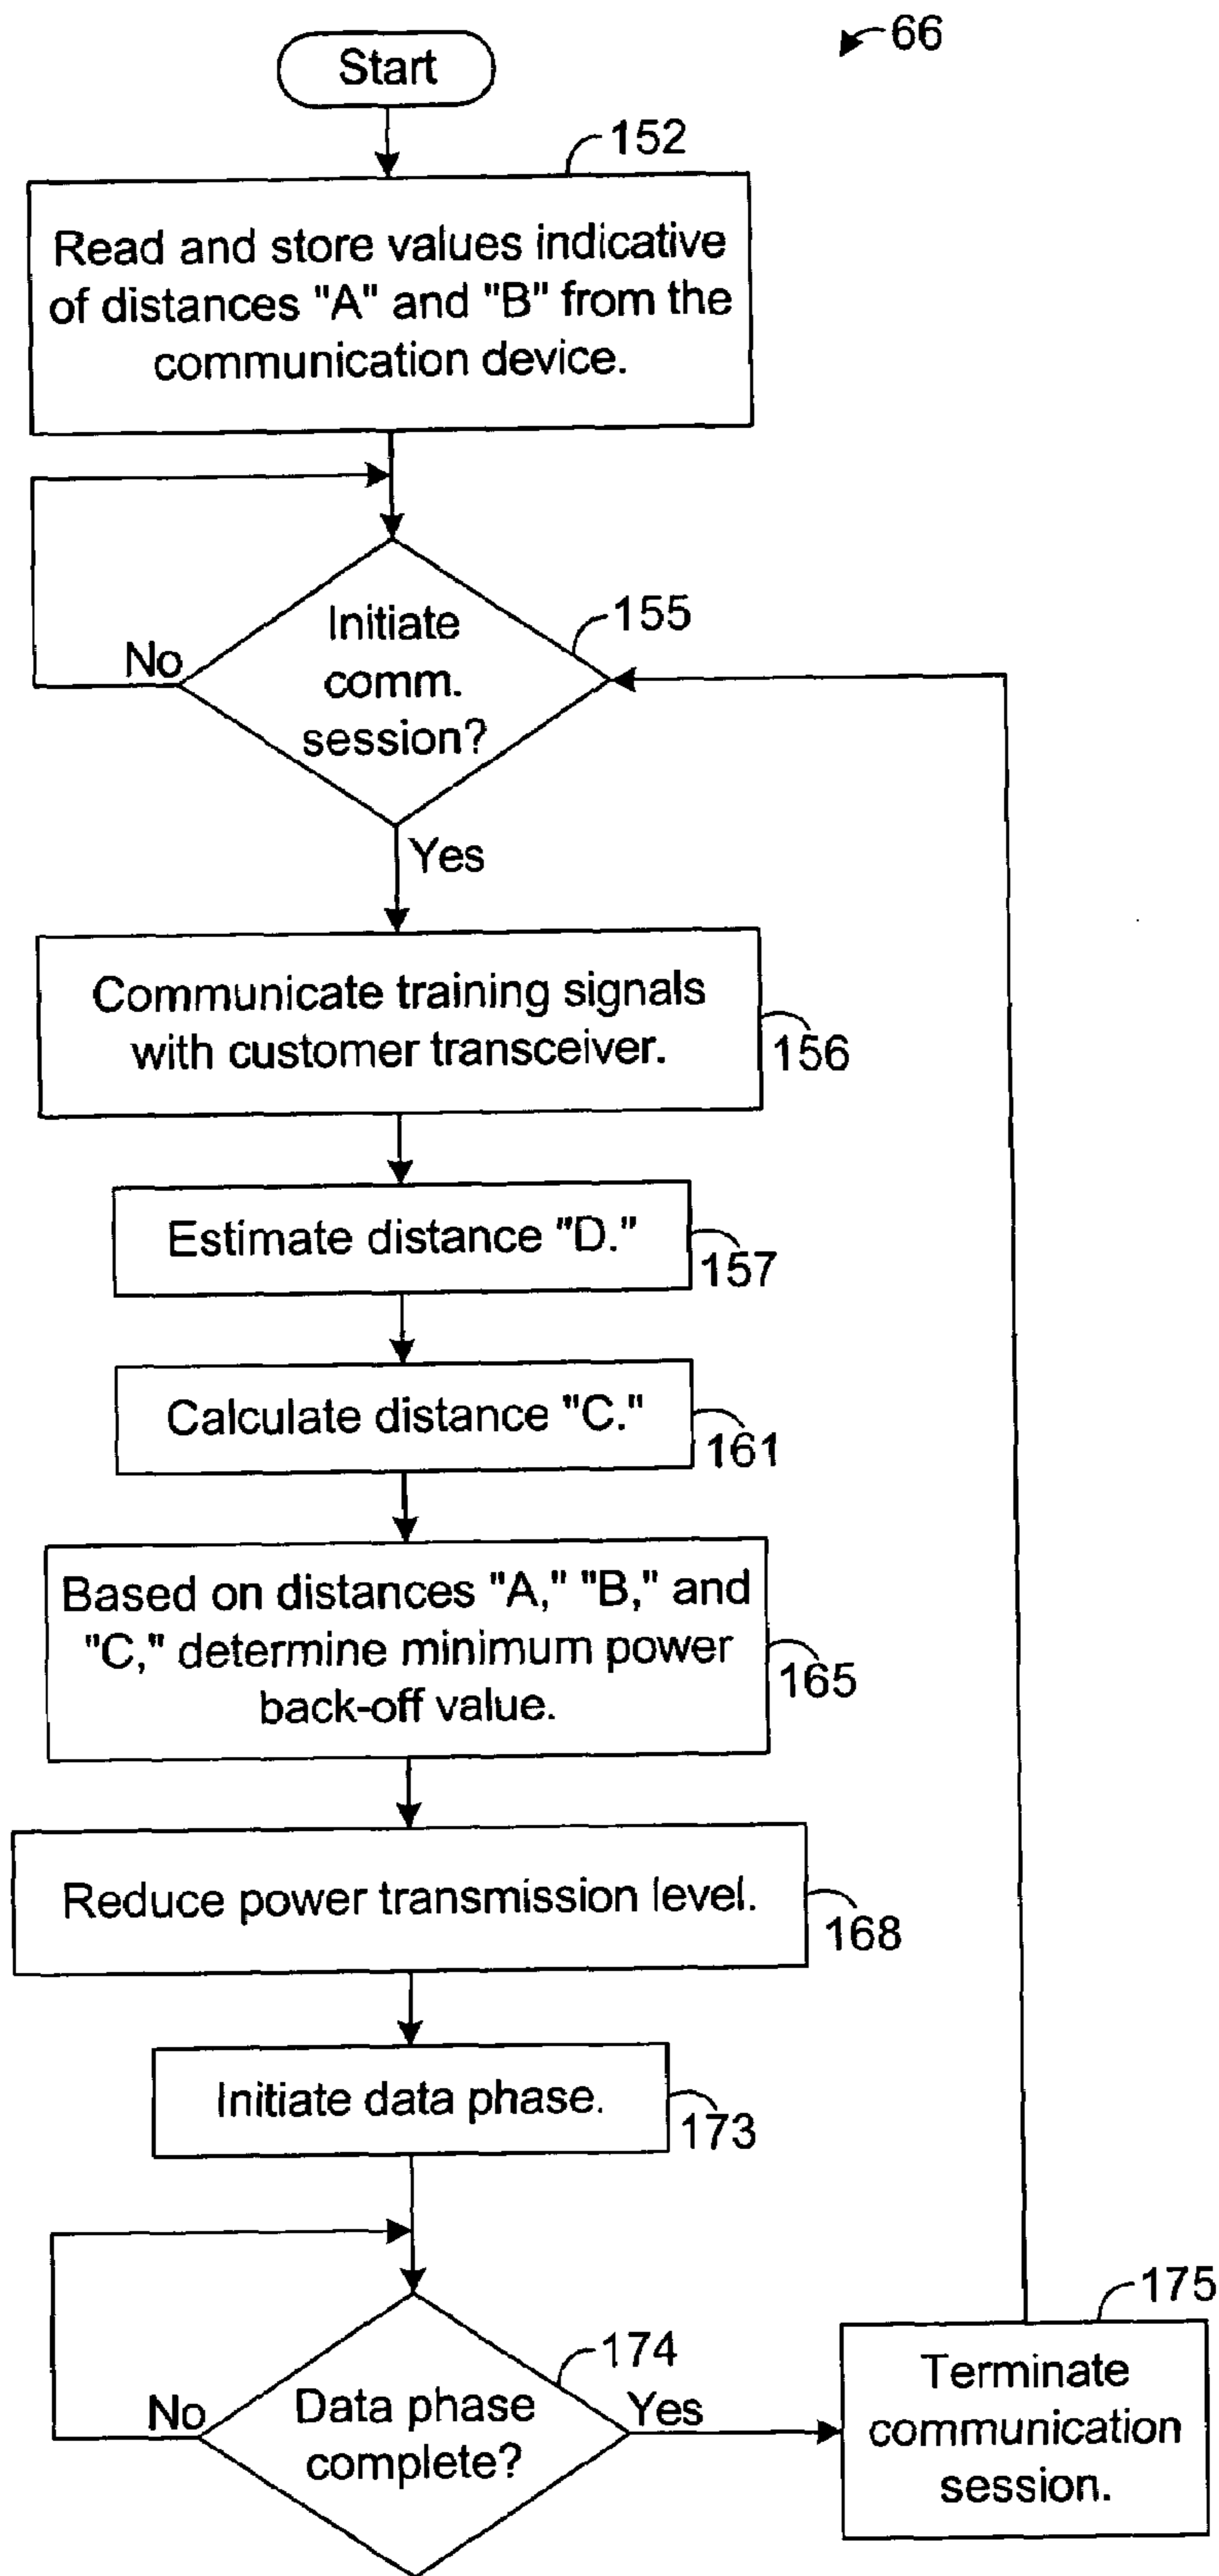 66
Start
152
Read and store values indicative
of distances "A" and "B" from the
communication device.
155
Initiate
comm.
session?
No
Yes
Communicate training signals
with customer transceiver.
156
Estimate distance "D."
157
Calculate distance "C."
161
Based on distances "A," "B," and
"C," determine minimum power
back-off value.
165
Reduce power transmission level.
168
Initiate data phase.
173
174
Data phase
complete?
No
Yes
175
Terminate
communication
session.